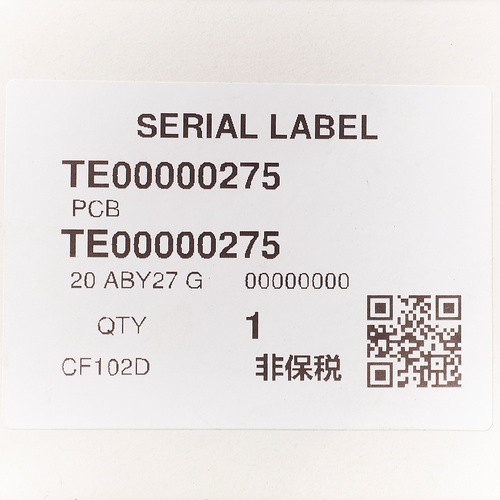 SERIAL LABEL
TE00000275
PCB
TE00000275
20 ABY27 G 00000000
QTY 1
CF102D 非保税